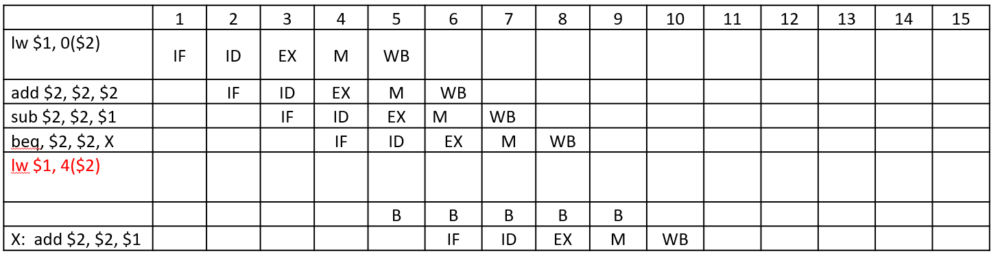 1 2 3 4 5 6 7 8 9 10 11 12 13 14 15
lw $1, 0($2) IF ID EX M WB
add $2, $2, $2 IF ID EX M WB
sub $2, $2, $1 IF ID EX M WB
beq, $2, $2, X IF ID EX M WB
lw $1, 4($2)
B B B B B
X: add $2, $2, $1 IF ID EX M WB